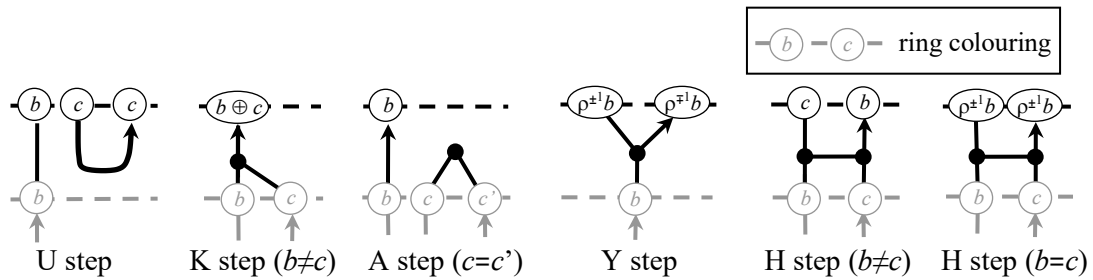 b c ring colouring
b c c b ⊕ c b ρ±1b ρ∓1b c b ρ±1b ρ±1b
b b c b c c' b b c b c
U step K step (b≠c) A step (c=c’) Y step H step (b≠c) H step (b=c)